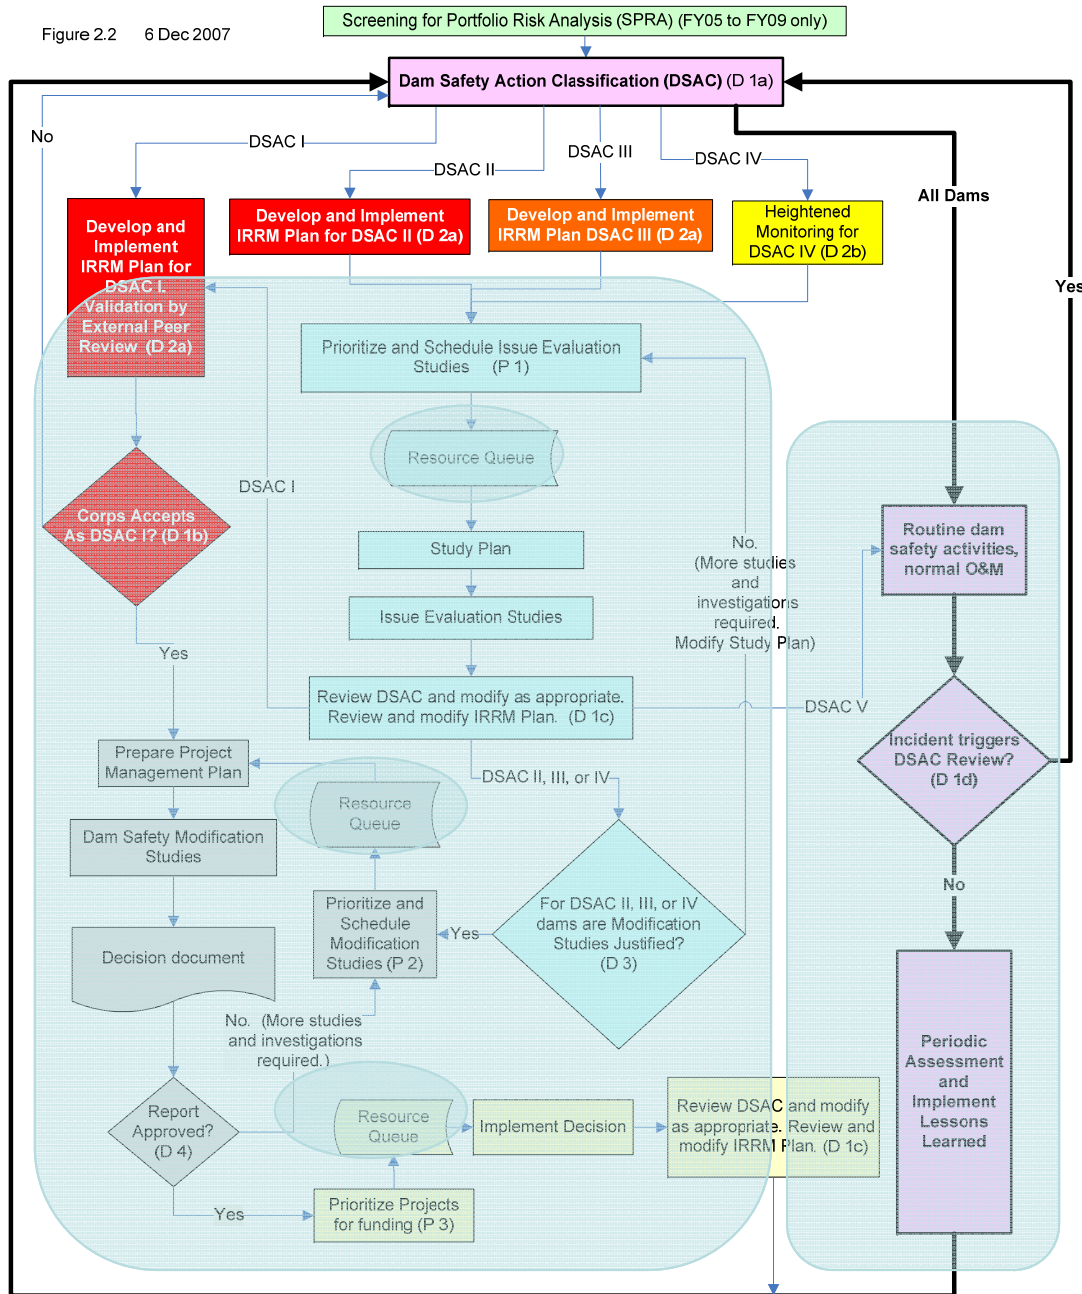 Screening for Portfolio Risk Analysis (SPRA) (FY05 to FY09 only)
Figure 2.2 6 Dec 2007
Dam Safety Action Classification (DSAC) (D 1a)
No
DSAC I
DSAC II
DSAC III
DSAC IV
All Dams
Yes
Develop and
Implement
IRRM Plan for
DSAC I.
Validation by
External Peer
Review (D 2a)
Develop and Implement
IRRM Plan for DSAC II (D 2a)
Develop and Implement
IRRM Plan DSAC III (D 2a)
Heightened
Monitoring for
DSAC IV (D 2b)
Prioritize and Schedule Issue Evaluation
Studies (P 1)
Resource Queue
DSAC I
Corps Accepts
As DSAC I? (D 1b)
Study Plan
No.
(More studies
and
investigations
required.
Modify Study Plan)
Routine dam
safety activities,
normal O&M
Issue Evaluation Studies
Yes
Review DSAC and modify as appropriate.
Review and modify IRRM Plan. (D 1c)
DSAC V
Incident triggers
DSAC Review?
(D 1d)
Prepare Project
Management Plan
DSAC II, III, or IV
Resource
Queue
Dam Safety Modification
Studies
No
Prioritize and
Schedule
Modification
Studies (P 2)
Yes
For DSAC II, III, or IV
dams are Modification
Studies Justified?
(D 3)
Decision document
No. (More studies
and investigations
required.)
Periodic
Assessment
and
Implement
Lessons
Learned
Report
Approved?
(D 4)
Resource
Queue
Implement Decision
Review DSAC and modify
as appropriate. Review and
modify IRRM Plan. (D 1c)
Yes
Prioritize Projects
for funding (P 3)